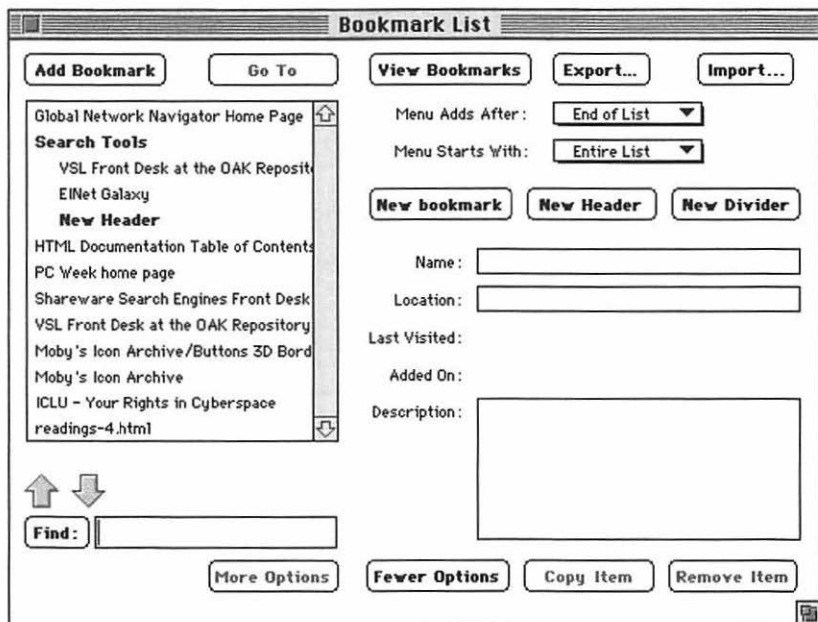 Bookmark List
Add Bookmark
Go To
View Bookmarks
Export...
Import...
Global Network Navigator Home Page
Search Tools
VSL Front Desk at the OAK Reposit
EINet Galaxy
New Header
HTML Documentation Table of Contents
PC Week home page
Shareware Search Engines Front Desk
VSL Front Desk at the OAK Repository
Moby's Icon Archive/Buttons 3D Bord
Moby's Icon Archive
ICLU - Your Rights in Cyberspace
readings-4.html
Find:
More Options
Menu Adds After: End of List
Menu Starts With: Entire List
New bookmark
New Header
New Divider
Name:
Location:
Last Visited:
Added On:
Description:
Fewer Options
Copy Item
Remove Item